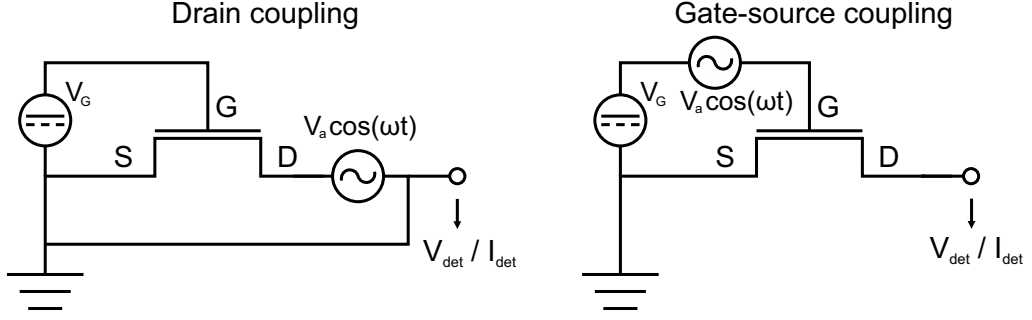 Drain coupling
V_G
G
V_a cos(ωt)
S
D
V_det / I_det
Gate-source coupling
V_G
V_a cos(ωt)
G
S
D
V_det / I_det